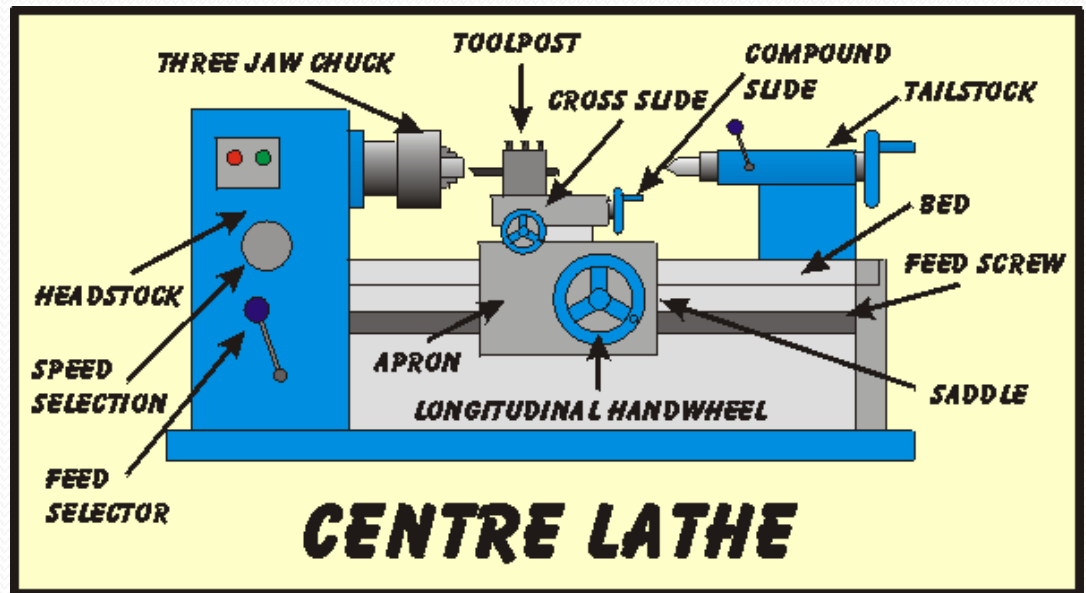 TOOLPOST
THREE JAW CHUCK
COMPOUND
SLIDE
CROSS SLIDE
TAILSTOCK
BED
FEED SCREW
HEADSTOCK
APRON
SPEED
SELECTION
LONGITUDINAL HANDWHEEL
SADDLE
FEED
SELECTOR
CENTRE LATHE